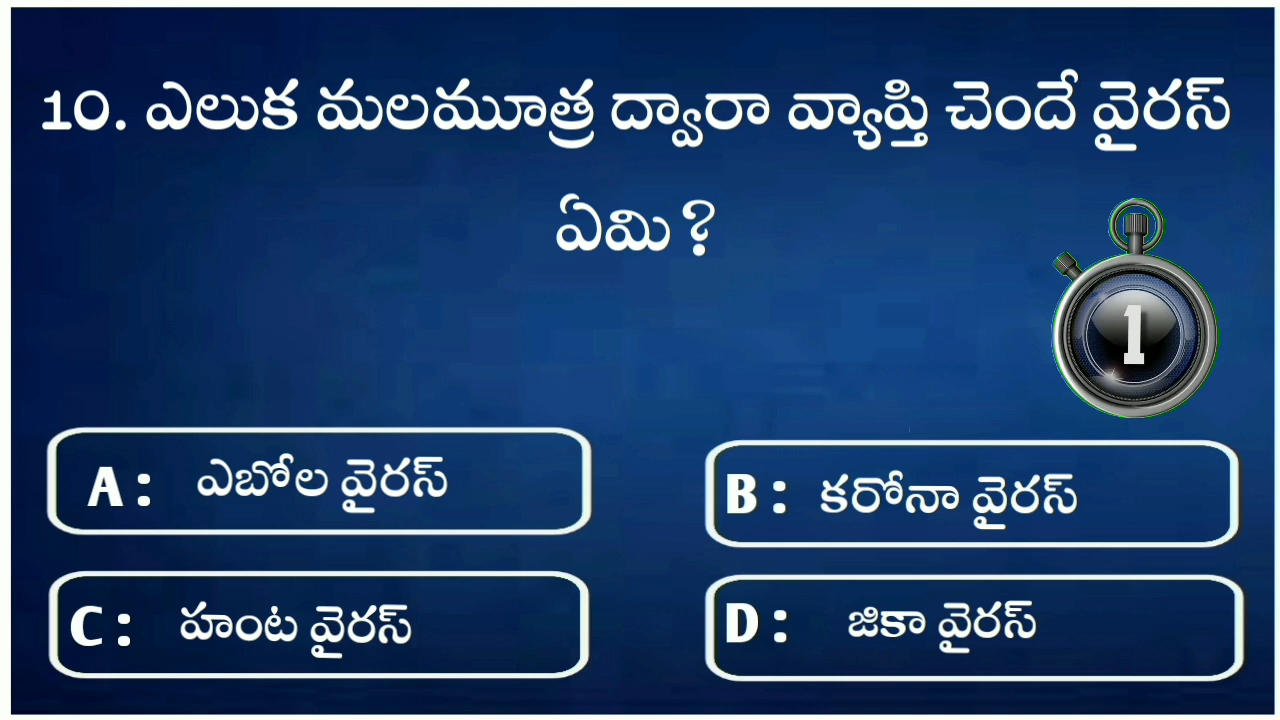 10. ఎలుక మలమూత్ర ద్వారా వ్యాప్తి చెందే వైరస్
ఏమి?
1
A: ఎబోల వైరస్
B: కరోనా వైరస్
C: హంట వైరస్
D: జికా వైరస్